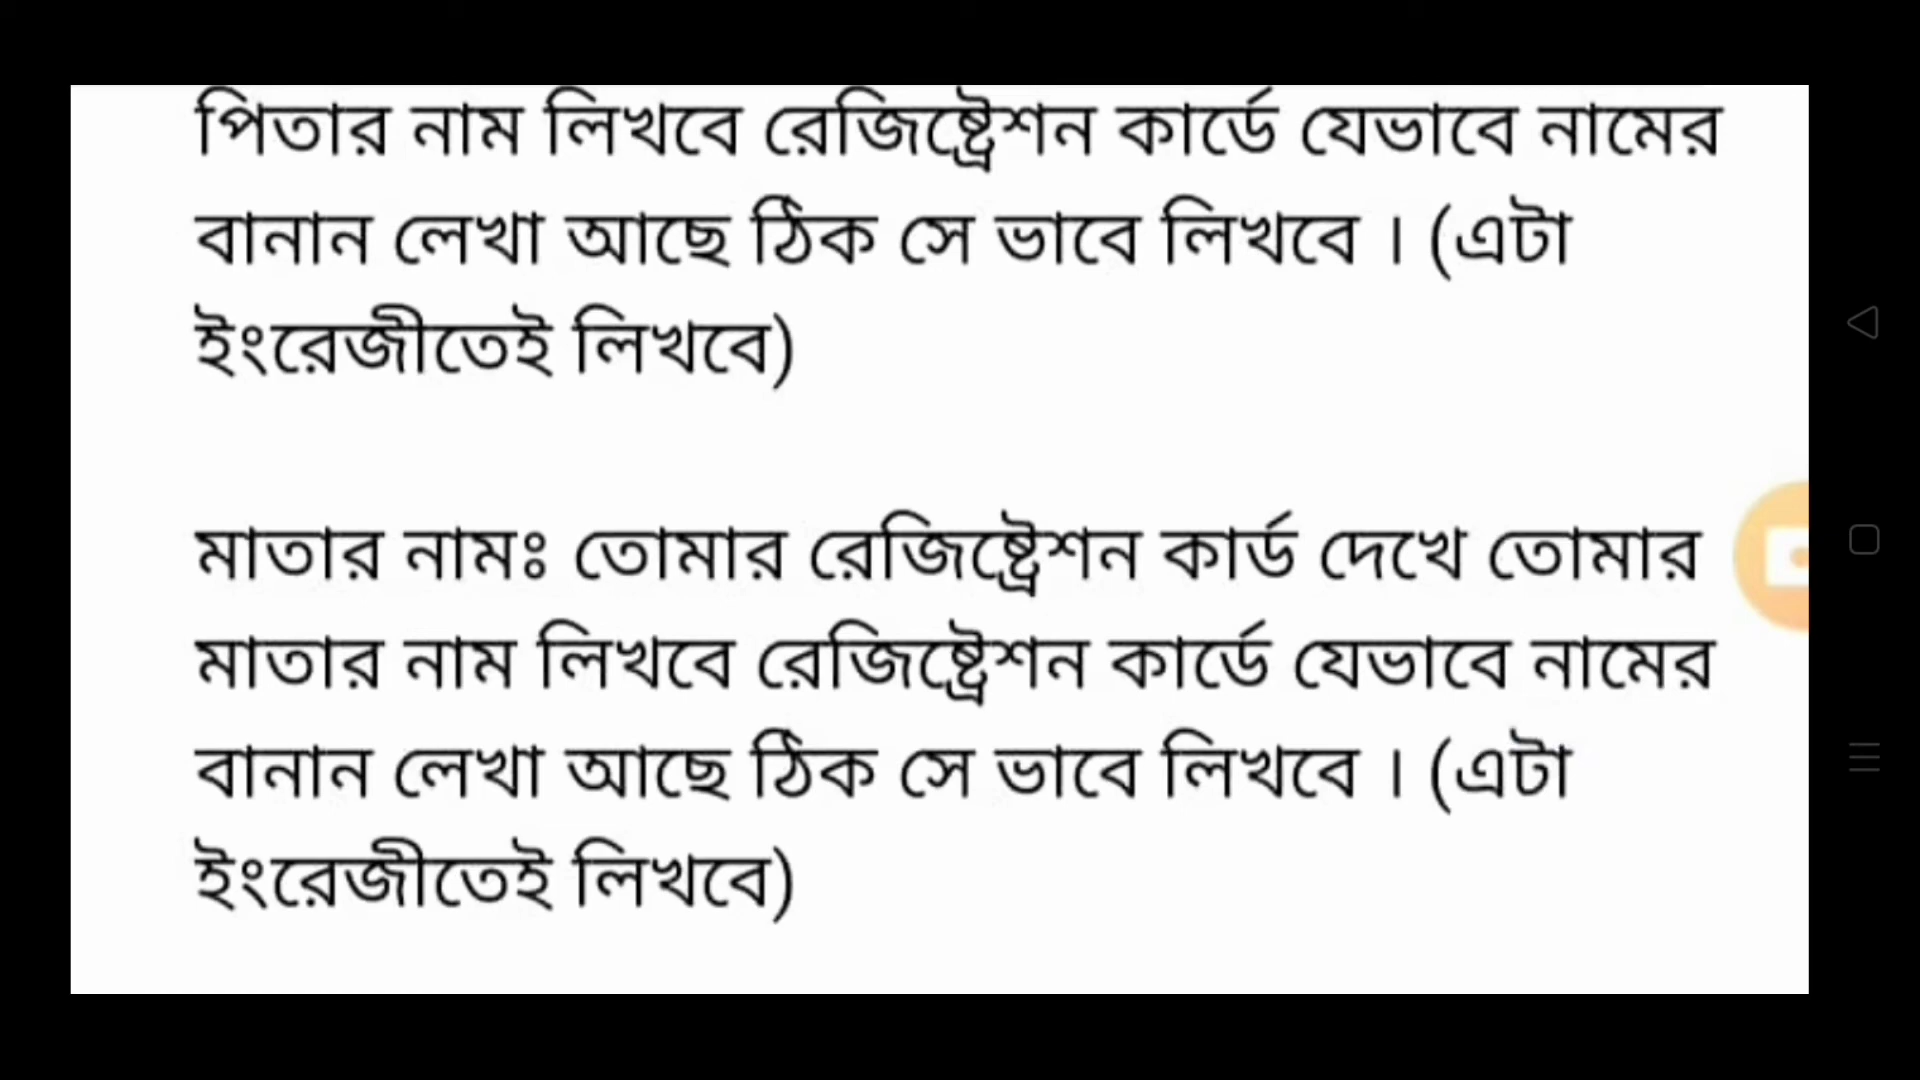 পিতার নাম লিখবে রেজিষ্ট্রেশন কার্ডে যেভাবে নামের
বানান লেখা আছে ঠিক সে ভাবে লিখবে । (এটা
ইংরেজীতেই লিখবে)
মাতার নামঃ তোমার রেজিষ্ট্রেশন কার্ড দেখে তোমার
মাতার নাম লিখবে রেজিষ্ট্রেশন কার্ডে যেভাবে নামের
বানান লেখা আছে ঠিক সে ভাবে লিখবে । (এটা
ইংরেজীতেই লিখবে)